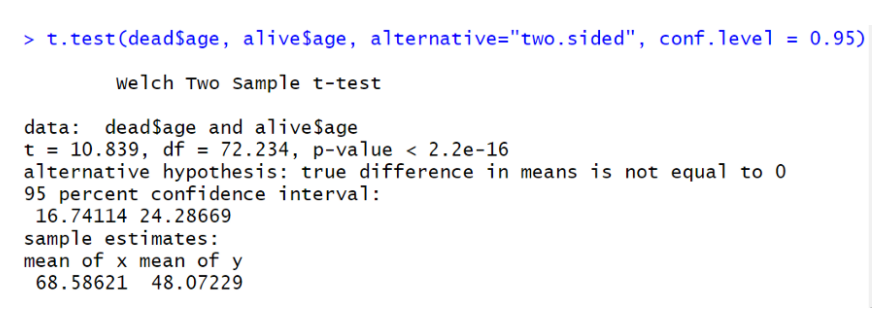 > t.test(dead$age, alive$age, alternative="two.sided", conf.level = 0.95)
Welch Two Sample t-test
data:  dead$age and alive$age
t = 10.839, df = 72.234, p-value < 2.2e-16
alternative hypothesis: true difference in means is not equal to 0
95 percent confidence interval:
 16.74114 24.28669
sample estimates:
mean of x mean of y
 68.58621  48.07229